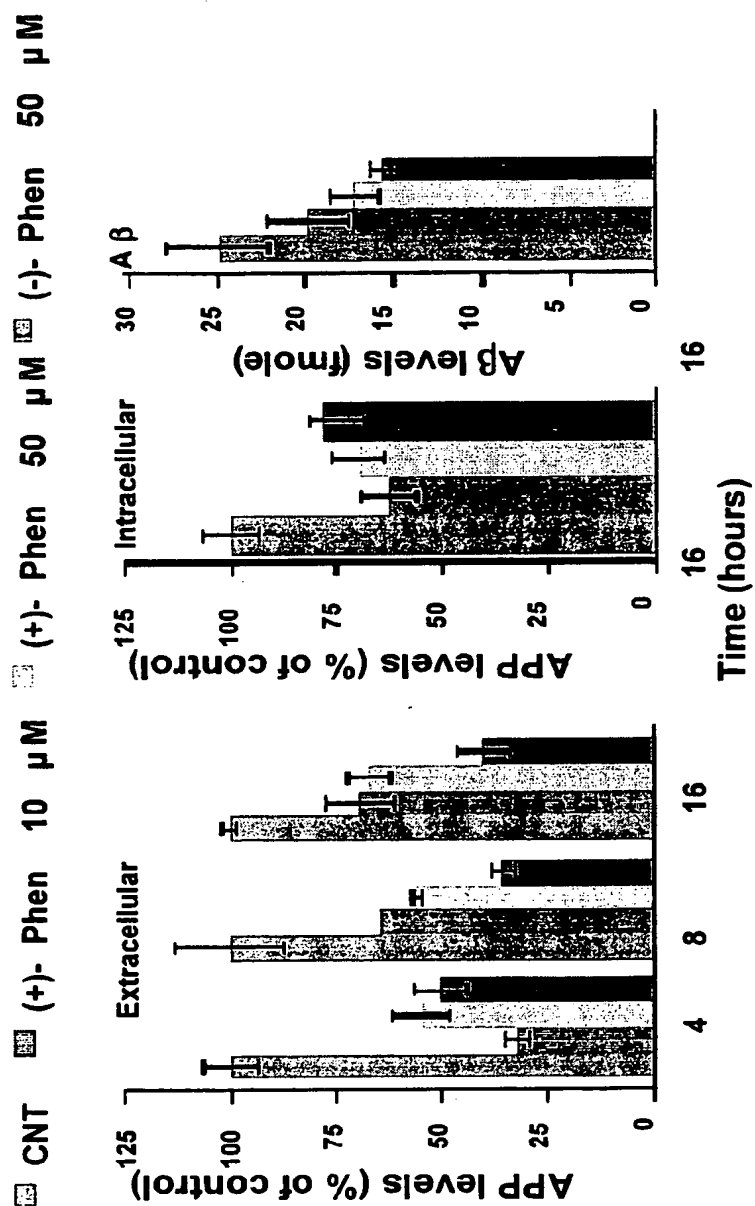 CNT (+)- Phen 10 µM (+)- Phen 50 µM (-)- Phen 50 µM
Extracellular
APP levels (% of control)
125
100
75
50
25
0
4 8 16
Intracellular
APP levels (% of control)
125
100
75
50
25
0
16
A β
Aβ levels (fmole)
30
25
20
15
10
5
0
16
Time (hours)